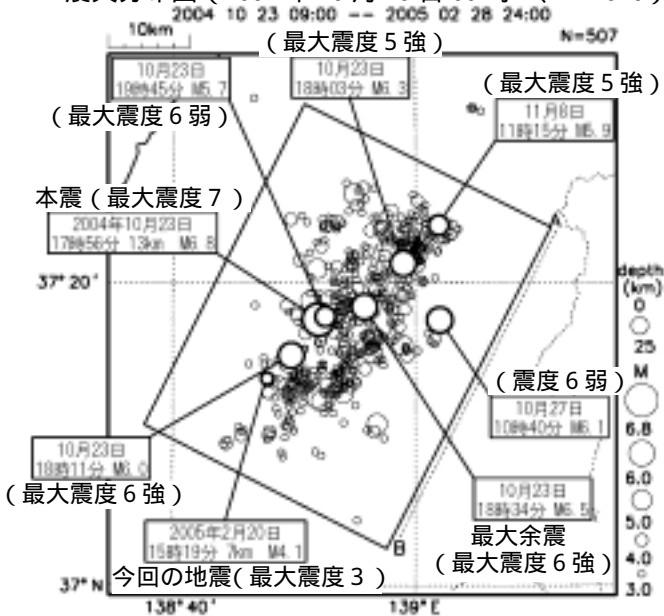 2004 10 23 09:00 -- 2005 02 28 24:00
10km
N=507
(最大震度5強)
10月23日
19時45分 M5.7
(最大震度6弱)
10月23日
18時03分 M6.3
(最大震度5強)
11月8日
11時15分 M5.9
本震(最大震度7)
2004年10月23日
17時56分 13km M6.8
A
37°20'
depth
(km)
0
25
M
6.8
6.0
5.0
4.0
3.0
(震度6弱)
10月27日
10時40分 M6.1
10月23日
18時11分 M6.0
(最大震度6強)
10月23日
18時34分 M6.5
最大余震
(最大震度6強)
2005年2月20日
15時19分 7km M4.1
今回の地震(最大震度3)
B
37°N
138°40'
139°E